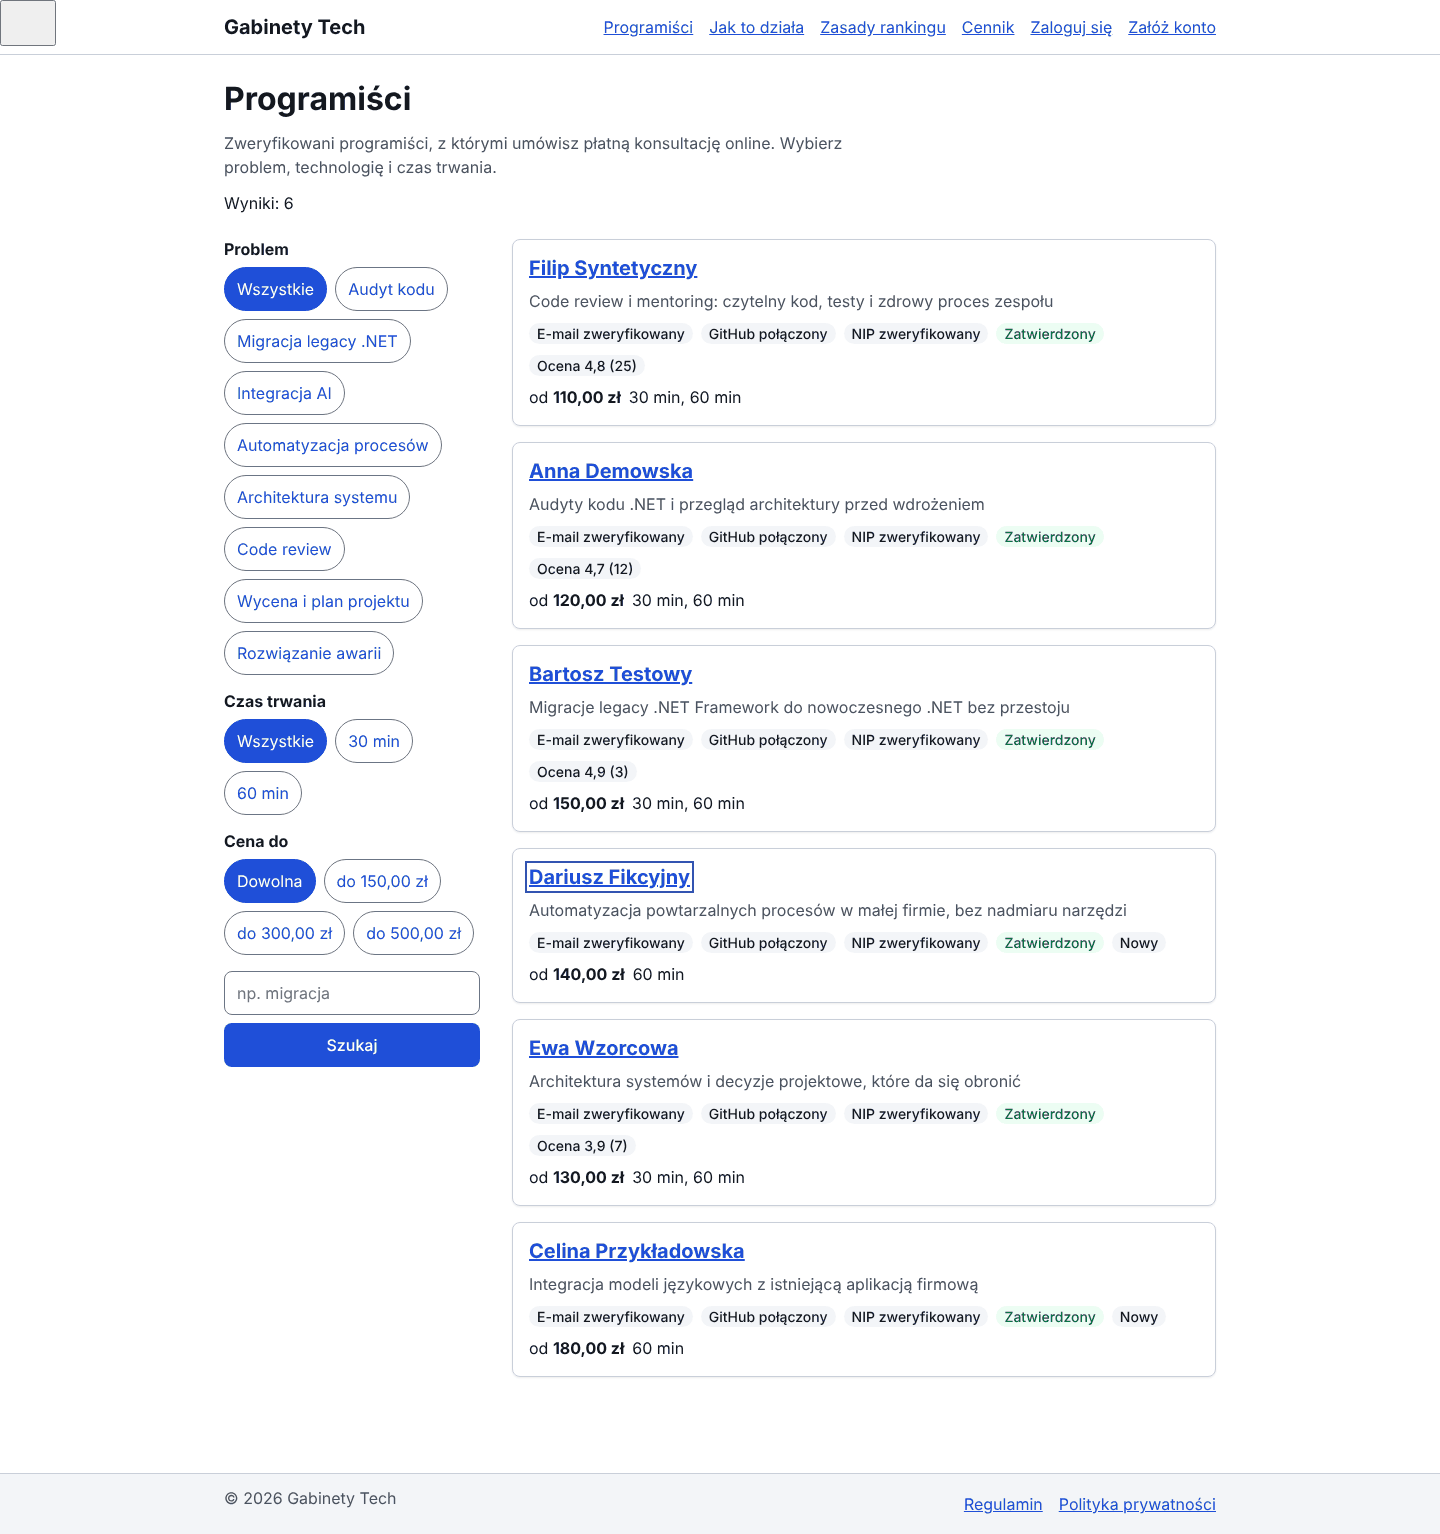 Gabinety Tech
Programiści Jak to działa Zasady rankingu Cennik Zaloguj się Załóż konto
Programiści
Zweryfikowani programiści, z którymi umówisz płatną konsultację online. Wybierz
problem, technologię i czas trwania.
Wyniki: 6
Problem
Wszystkie Audyt kodu
Migracja legacy .NET
Integracja AI
Automatyzacja procesów
Architektura systemu
Code review
Wycena i plan projektu
Rozwiązanie awarii
Czas trwania
Wszystkie 30 min
60 min
Cena do
Dowolna do 150,00 zł
do 300,00 zł do 500,00 zł
np. migracja
Szukaj
Filip Syntetyczny
Code review i mentoring: czytelny kod, testy i zdrowy proces zespołu
E-mail zweryfikowany GitHub połączony NIP zweryfikowany Zatwierdzony
Ocena 4,8 (25)
od 110,00 zł 30 min, 60 min
Anna Demowska
Audyty kodu .NET i przegląd architektury przed wdrożeniem
E-mail zweryfikowany GitHub połączony NIP zweryfikowany Zatwierdzony
Ocena 4,7 (12)
od 120,00 zł 30 min, 60 min
Bartosz Testowy
Migracje legacy .NET Framework do nowoczesnego .NET bez przestoju
E-mail zweryfikowany GitHub połączony NIP zweryfikowany Zatwierdzony
Ocena 4,9 (3)
od 150,00 zł 30 min, 60 min
Dariusz Fikcyjny
Automatyzacja powtarzalnych procesów w małej firmie, bez nadmiaru narzędzi
E-mail zweryfikowany GitHub połączony NIP zweryfikowany Zatwierdzony Nowy
od 140,00 zł 60 min
Ewa Wzorcowa
Architektura systemów i decyzje projektowe, które da się obronić
E-mail zweryfikowany GitHub połączony NIP zweryfikowany Zatwierdzony
Ocena 3,9 (7)
od 130,00 zł 30 min, 60 min
Celina Przykładowska
Integracja modeli językowych z istniejącą aplikacją firmową
E-mail zweryfikowany GitHub połączony NIP zweryfikowany Zatwierdzony Nowy
od 180,00 zł 60 min
© 2026 Gabinety Tech
Regulamin Polityka prywatności